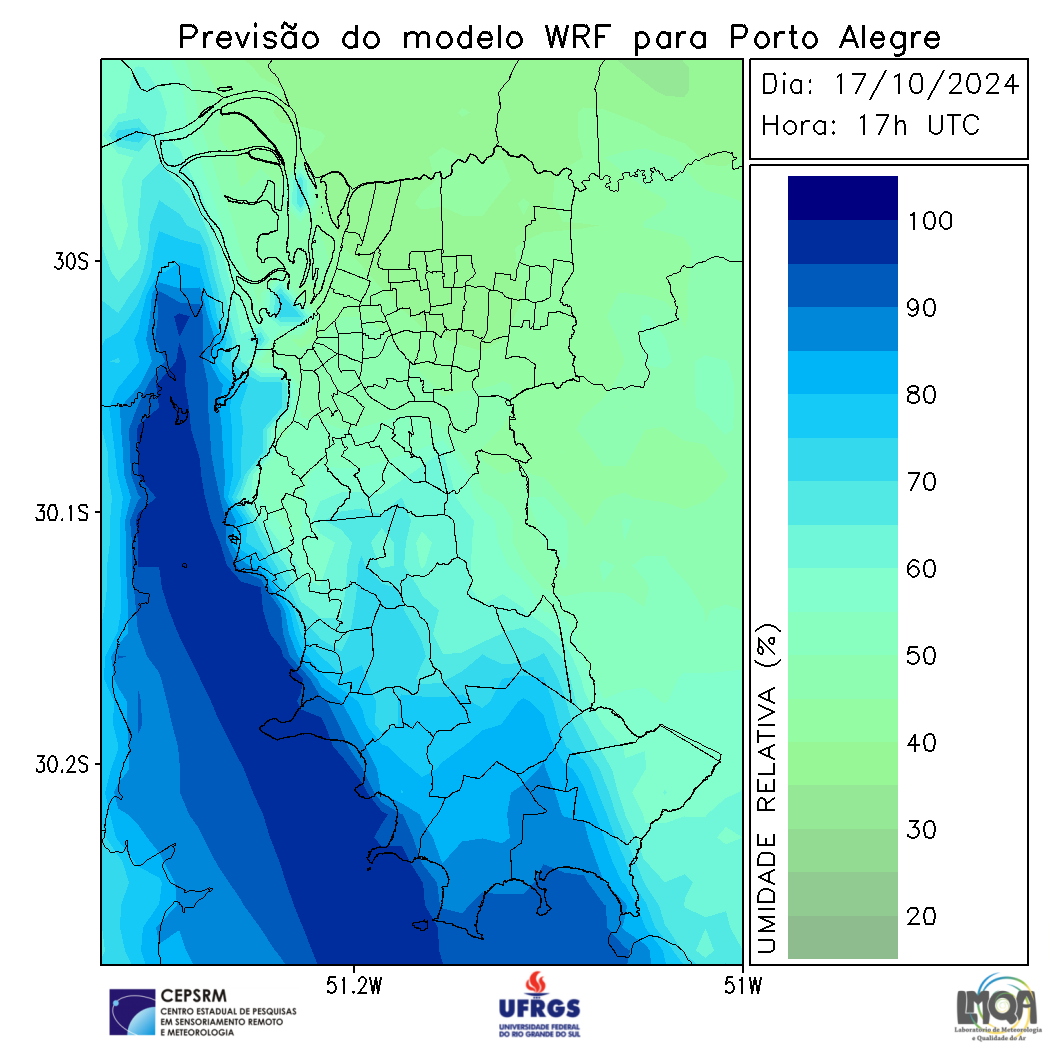 Previsão do modelo WRF para Porto Alegre
Dia: 17/10/2024
Hora: 17h UTC
100
90
80
70
60
50
40
30
20
UMIDADE RELATIVA (%)
30S
30.1S
30.2S
51.2W
51W
CEPSRM
CENTRO ESTADUAL DE PESQUISAS
EM SENSORIAMENTO REMOTO
E METEOROLOGIA
UFRGS
UNIVERSIDADE FEDERAL
DO RIO GRANDE DO SUL
LMQA
Laboratório de Meteorologia
e Qualidade do Ar